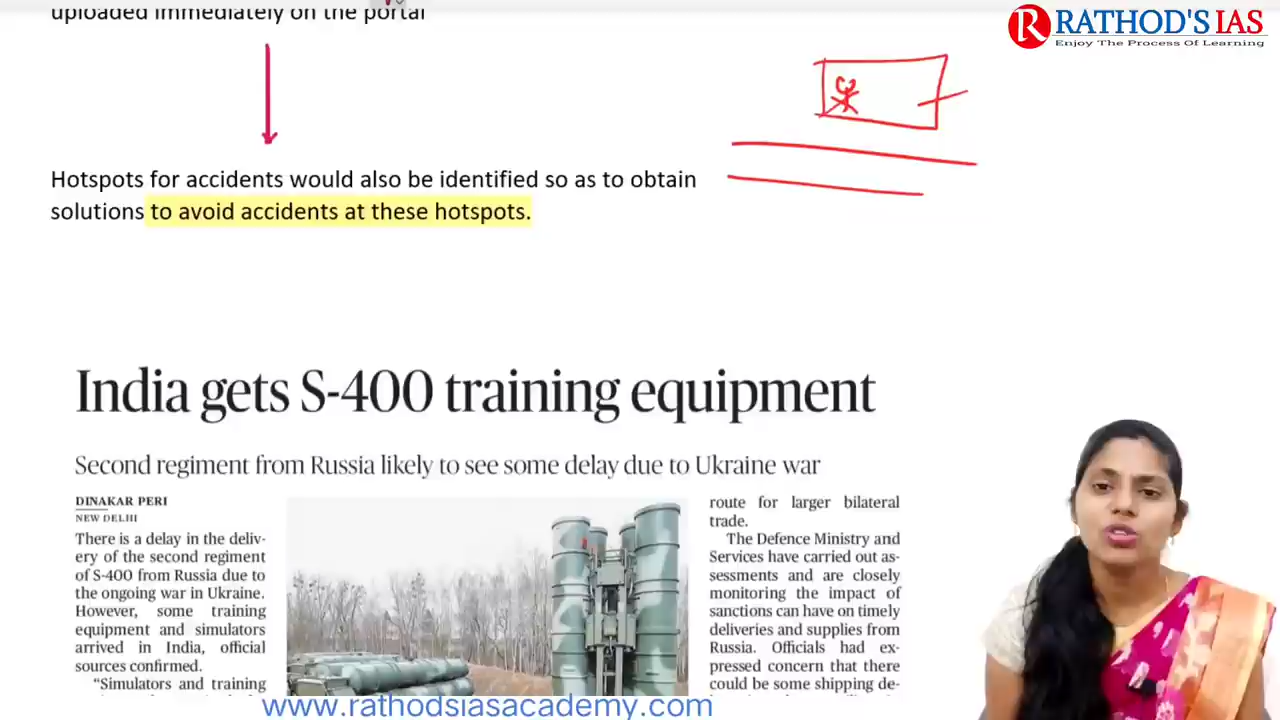 uploaded immediately on the portal
RATHOD'S IAS
Enjoy The Process Of Learning
Hotspots for accidents would also be identified so as to obtain
solutions to avoid accidents at these hotspots.
India gets S-400 training equipment
Second regiment from Russia likely to see some delay due to Ukraine war
DINAKAR PERI
NEW DELHI
There is a delay in the deliv-
ery of the second regiment
of S-400 from Russia due to
the ongoing war in Ukraine.
However, some training
equipment and simulators
arrived in India, official
sources confirmed.
“Simulators and training
route for larger bilateral
trade.
The Defence Ministry and
Services have carried out as-
sessments and are closely
monitoring the impact of
sanctions can have on timely
deliveries and supplies from
Russia. Officials had ex-
pressed concern that there
could be some shipping de-
www.rathodsiasacademy.com